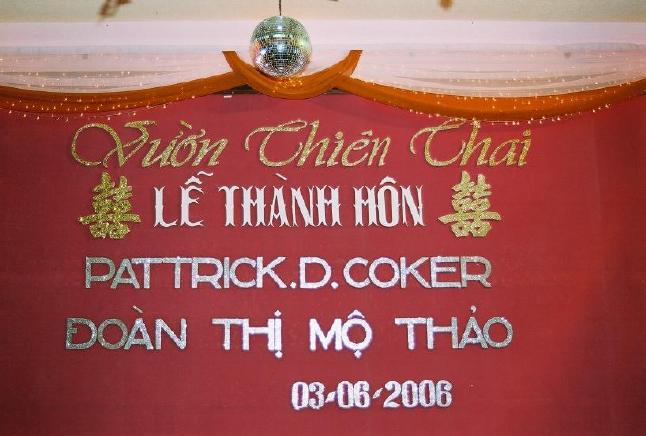 Vườn Thiên Thai
囍 LỄ THÀNH HÔN 囍
PATTRICK.D.COKER
ĐOÀN THỊ MỘ THẢO
03-06-2006